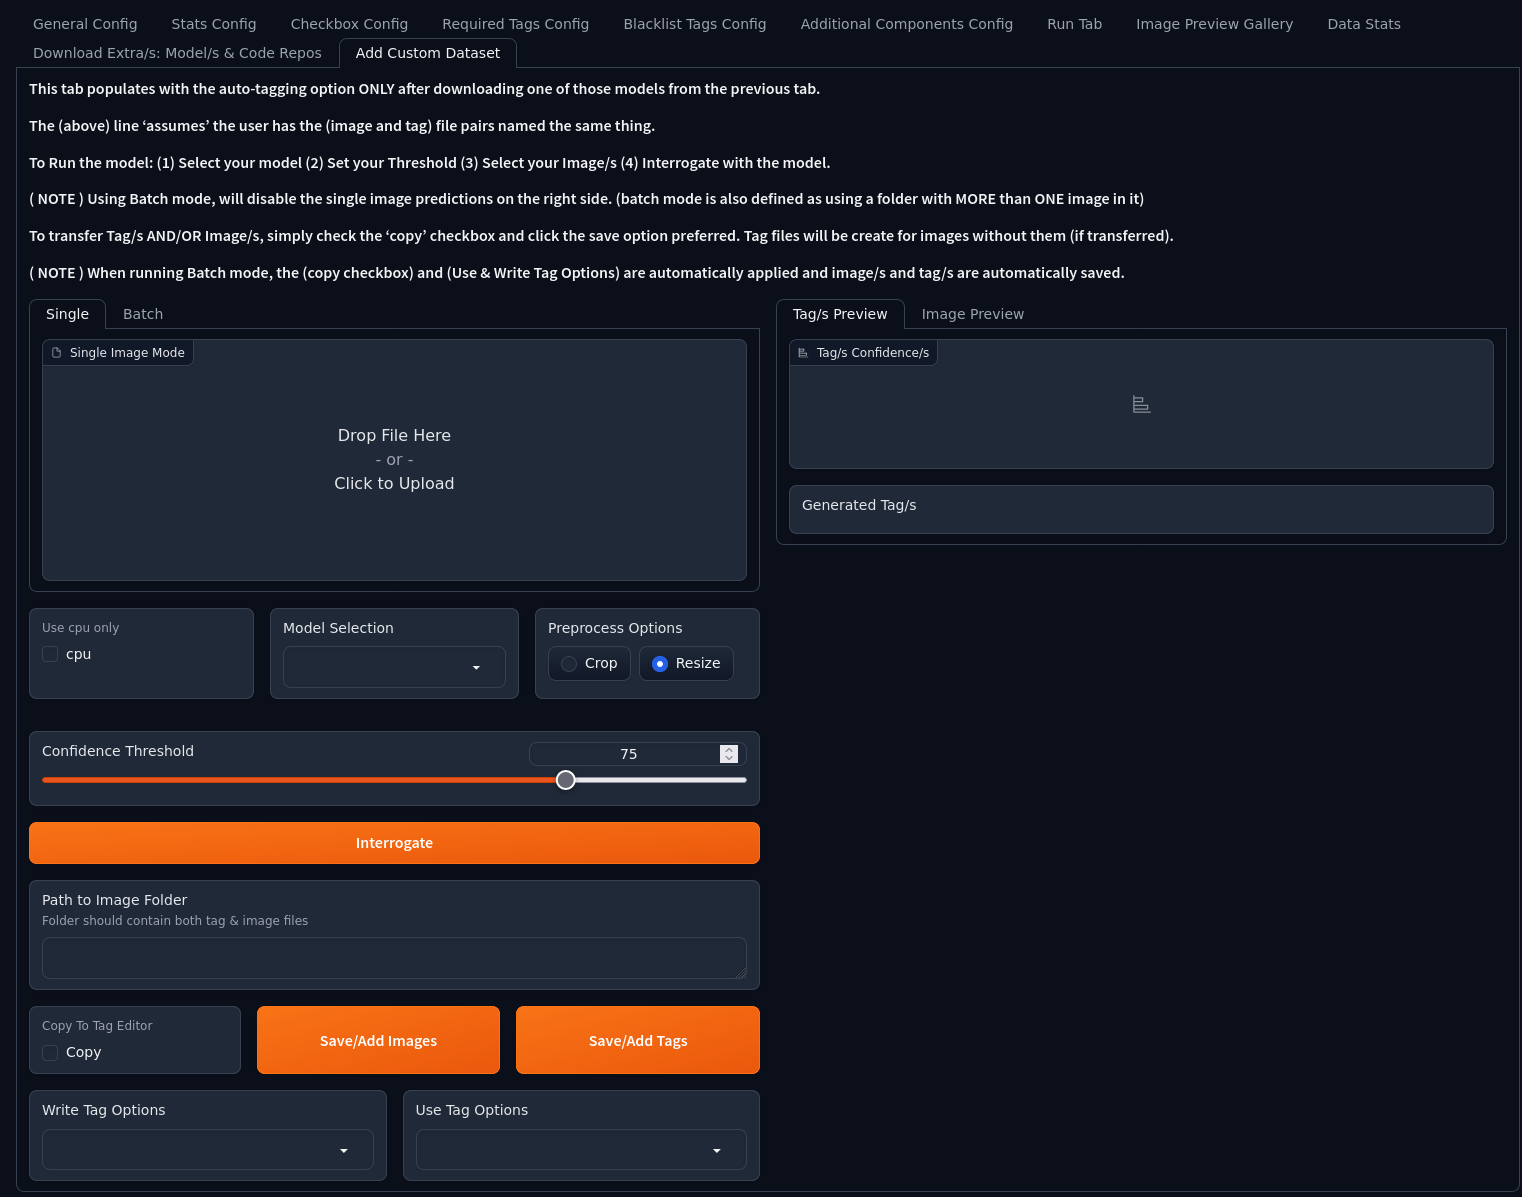 General Config Stats Config Checkbox Config Required Tags Config Blacklist Tags Config Additional Components Config Run Tab Image Preview Gallery Data Stats
Download Extra/s: Model/s & Code Repos Add Custom Dataset
This tab populates with the auto-tagging option ONLY after downloading one of those models from the previous tab.
The (above) line ‘assumes’ the user has the (image and tag) file pairs named the same thing.
To Run the model: (1) Select your model (2) Set your Threshold (3) Select your Image/s (4) Interrogate with the model.
( NOTE ) Using Batch mode, will disable the single image predictions on the right side. (batch mode is also defined as using a folder with MORE than ONE image in it)
To transfer Tag/s AND/OR Image/s, simply check the ‘copy’ checkbox and click the save option preferred. Tag files will be create for images without them (if transferred).
( NOTE ) When running Batch mode, the (copy checkbox) and (Use & Write Tag Options) are automatically applied and image/s and tag/s are automatically saved.
Single Batch
Single Image Mode
Drop File Here
- or -
Click to Upload
Tag/s Preview Image Preview
Tag/s Confidence/s
Generated Tag/s
Use cpu only
cpu
Model Selection
Preprocess Options
Crop Resize
Confidence Threshold
75
Interrogate
Path to Image Folder
Folder should contain both tag & image files
Copy To Tag Editor
Copy
Save/Add Images
Save/Add Tags
Write Tag Options
Use Tag Options